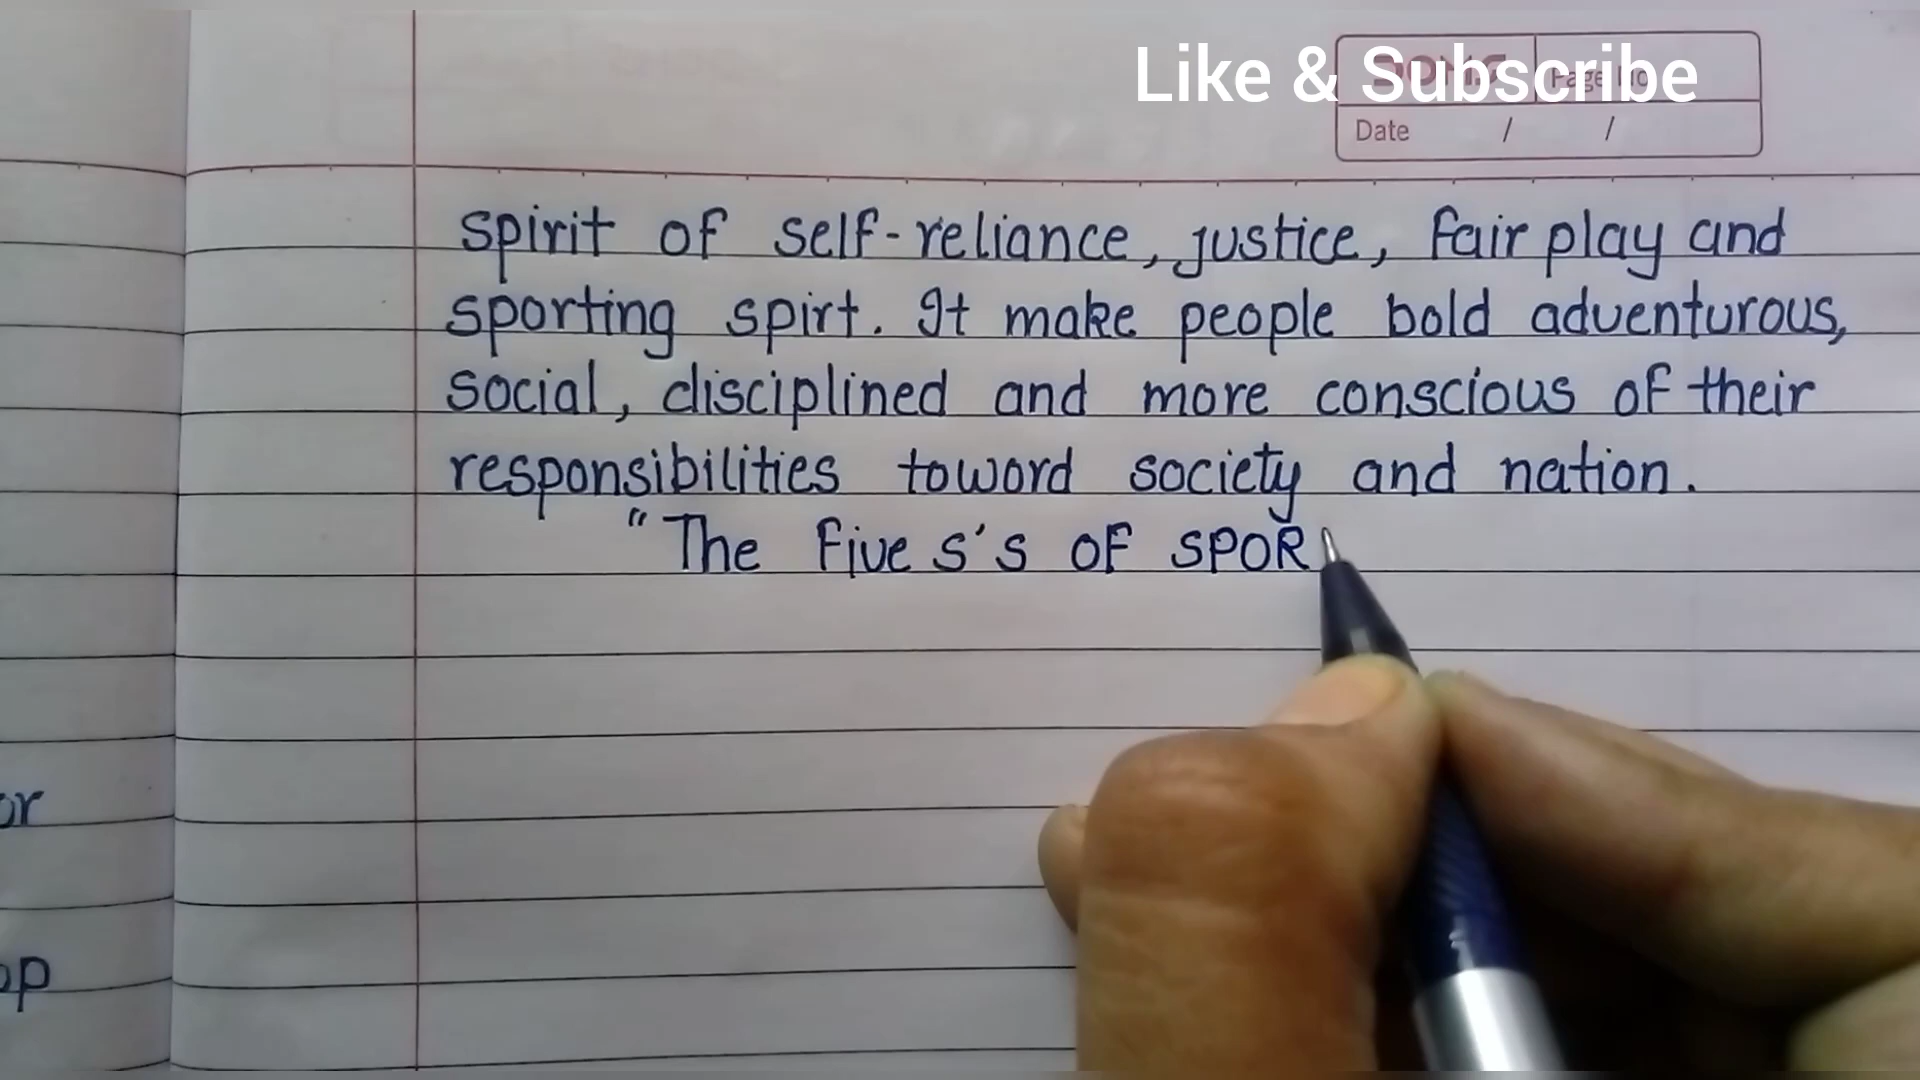 Like & Subscribe
Date / /
spirit of self-reliance, justice, fair play and
sporting spirt. It make people bold adventurous,
social, disciplined and more conscious of their
responsibilities toword society and nation.
"The Five S's OF SPOR
or
op